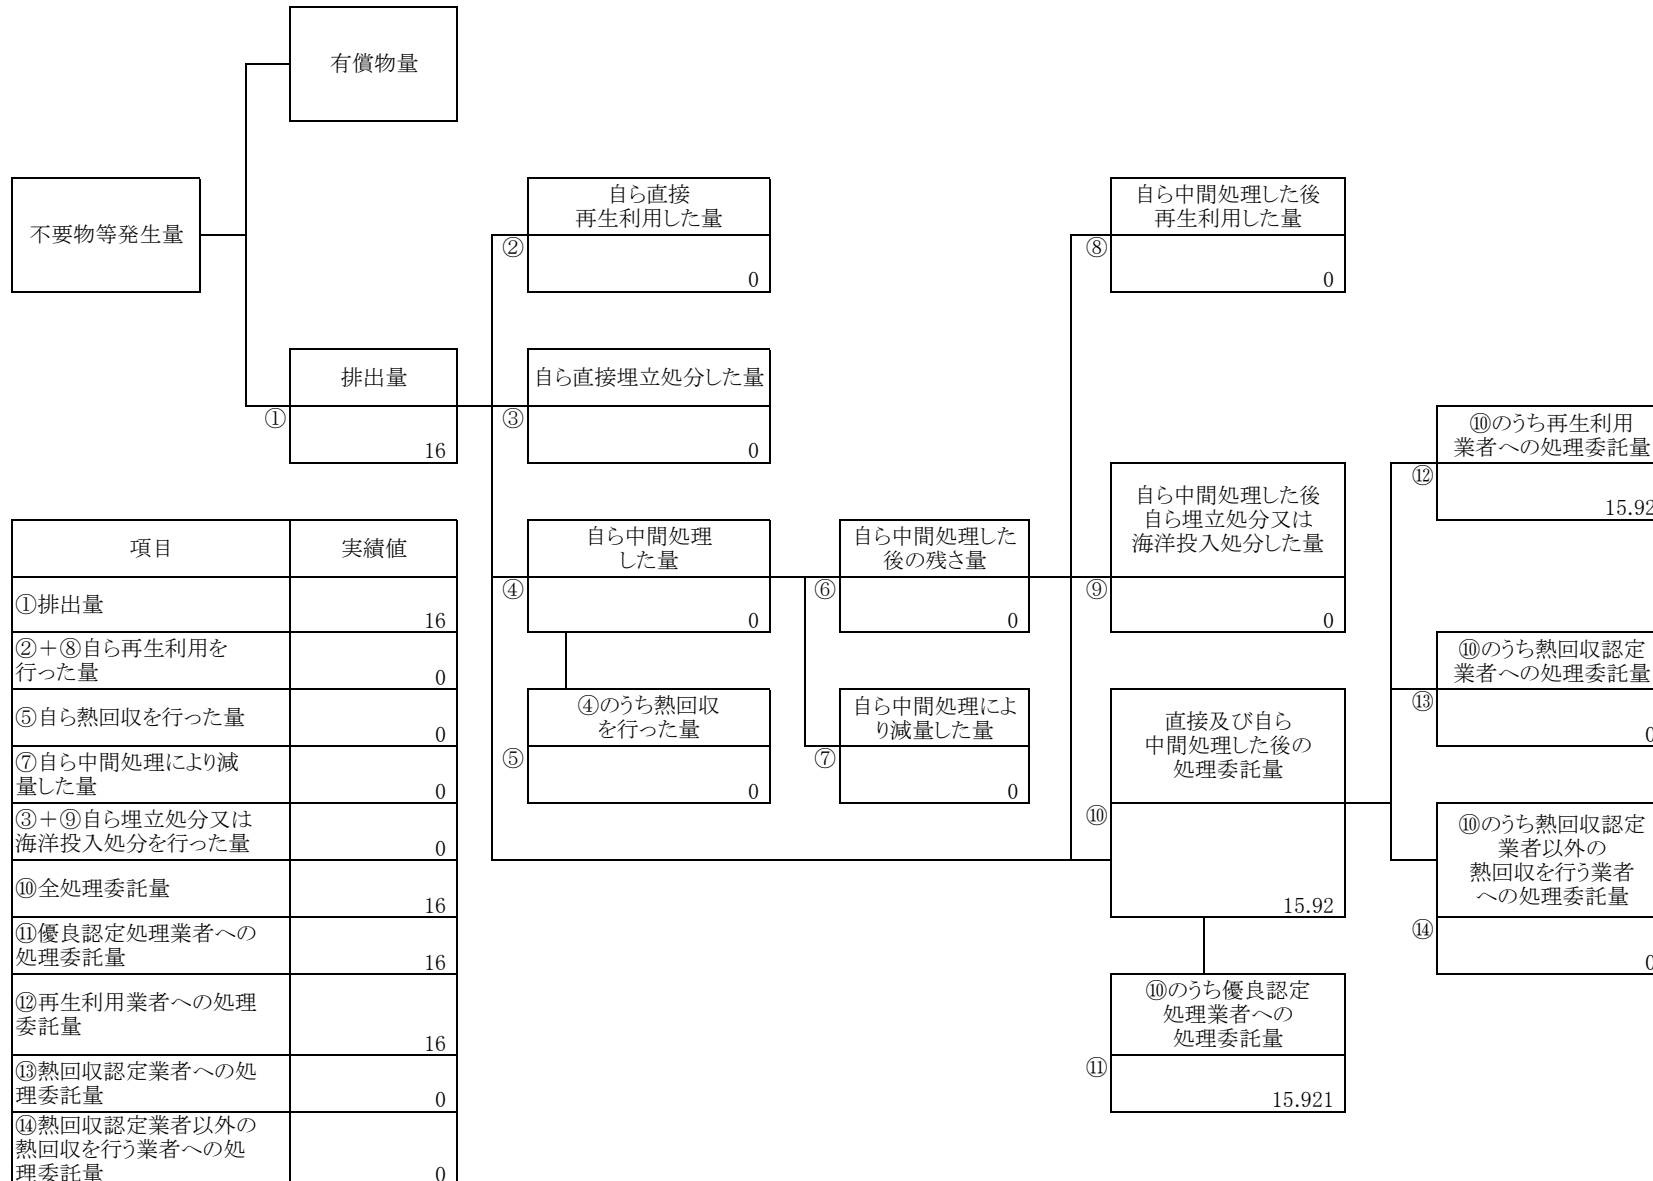 有償物量
不要物等発生量
自ら直接
再生利用した量
②
0
自ら中間処理した後
再生利用した量
⑧
0
排出量
①
16
自ら直接埋立処分した量
③
0
⑩のうち再生利用
業者への処理委託量
⑫
15.92
自ら中間処理した後
自ら埋立処分又は
海洋投入処分した量
⑨
0
自ら中間処理
した量
④
0
自ら中間処理した
後の残さ量
⑥
0
⑩のうち熱回収認定
業者への処理委託量
⑬
0
④のうち熱回収
を行った量
⑤
0
自ら中間処理によ
り減量した量
⑦
0
直接及び自ら
中間処理した後の
処理委託量
⑩
15.92
⑩のうち熱回収認定
業者以外の
熱回収を行う業者
への処理委託量
⑭
0
⑩のうち優良認定
処理業者への
処理委託量
⑪
15.921
項目 実績値
①排出量
16
②+⑧自ら再生利用を
行った量
0
⑤自ら熱回収を行った量
0
⑦自ら中間処理により減
量した量
0
③+⑨自ら埋立処分又は
海洋投入処分を行った量
0
⑩全処理委託量
16
⑪優良認定処理業者への
処理委託量
16
⑫再生利用業者への処理
委託量
16
⑬熱回収認定業者への処
理委託量
0
⑭熱回収認定業者以外の
熱回収を行う業者への処
理委託量
0